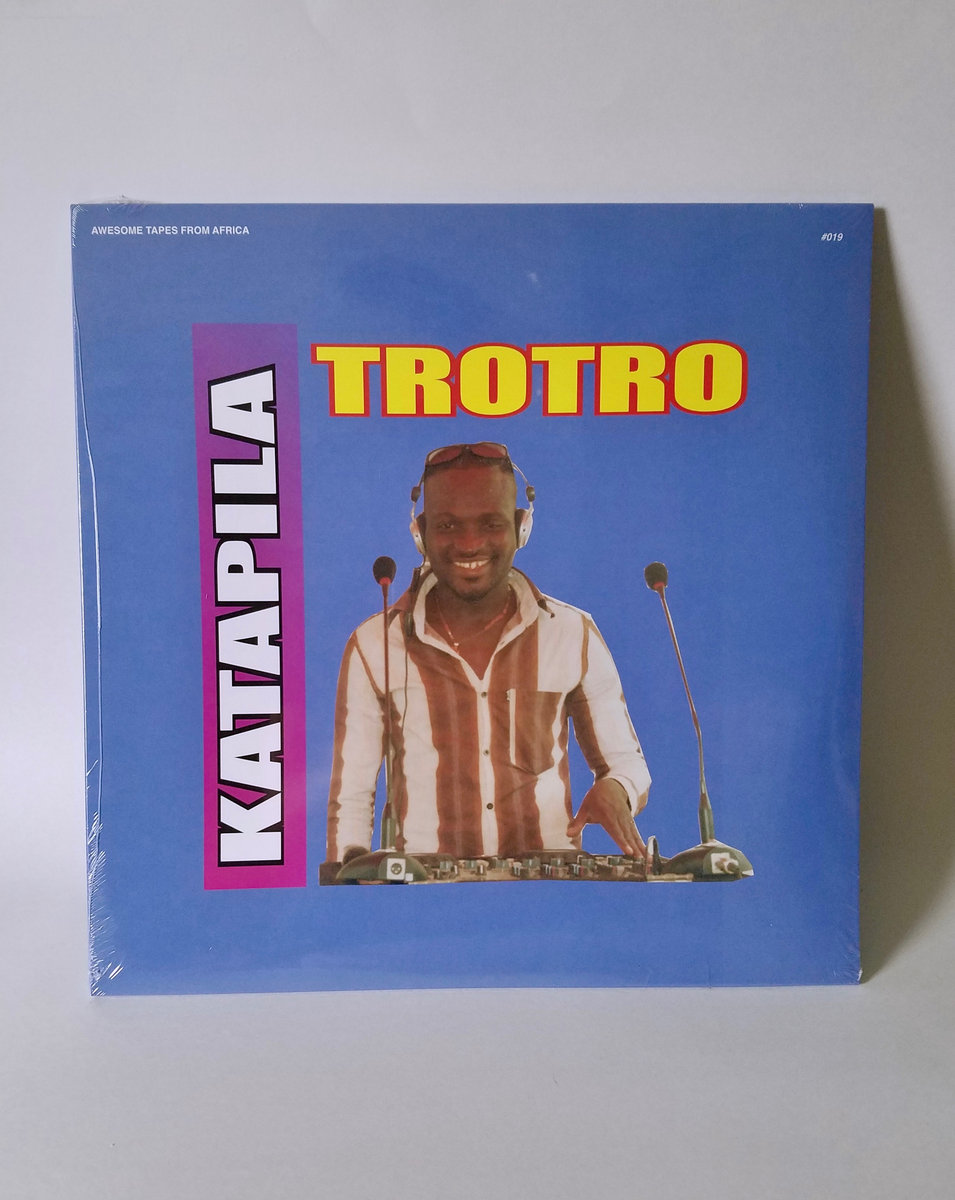 AWESOME TAPES FROM AFRICA
#019
TROTRO
KATAPILA